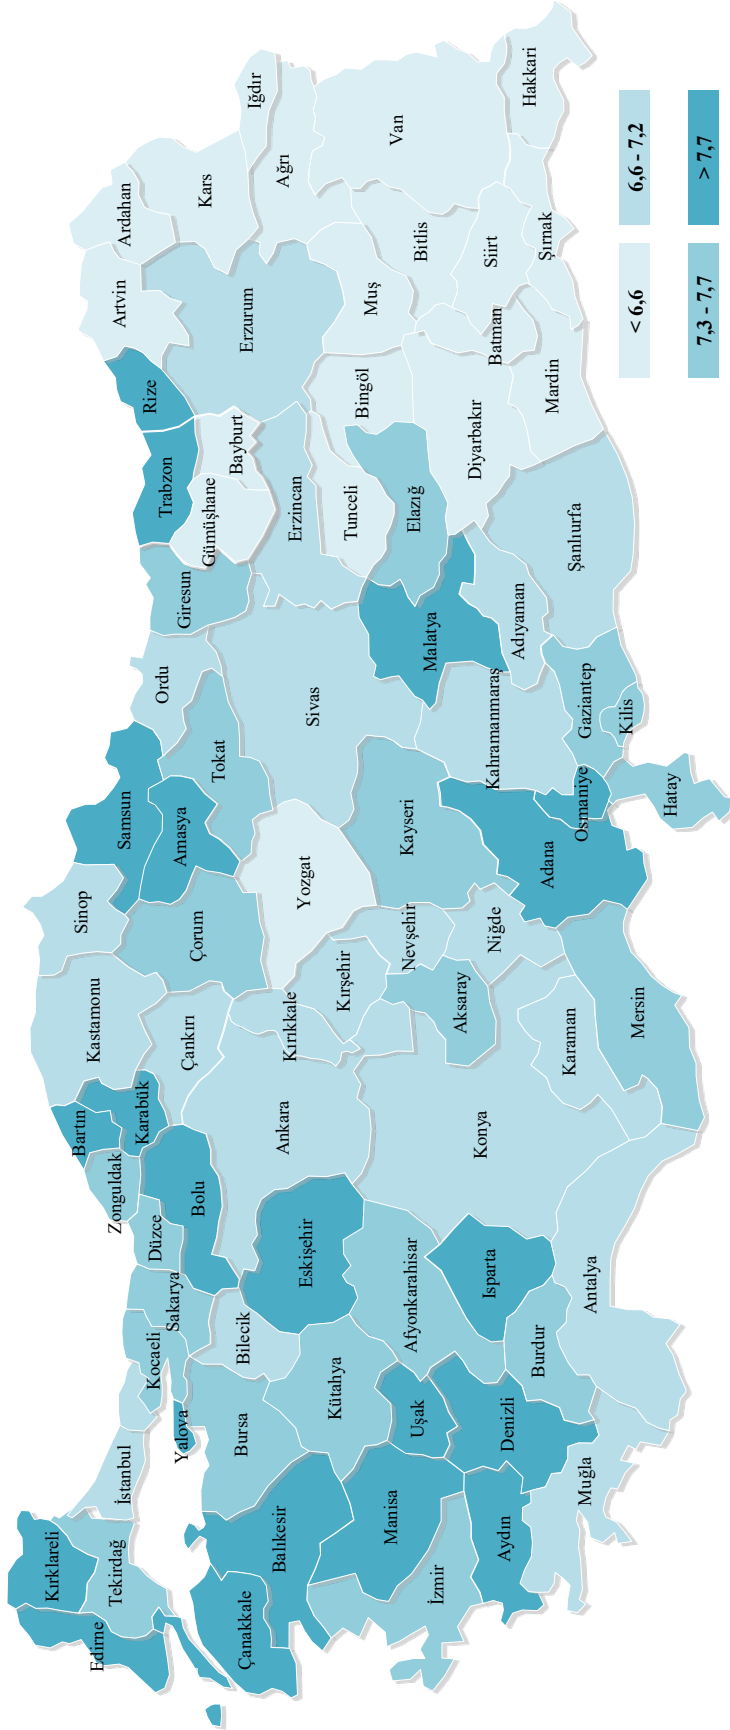 Kırklareli
Edirne
Tekirdağ
İstanbul
Kocaeli
Yalova
Sakarya
Düzce
Zonguldak
Bartın
Karabük
Bolu
Kastamonu
Çankırı
Sinop
Samsun
Amasya
Çorum
Ordu
Tokat
Giresun
Trabzon
Rize
Artvin
Ardahan
Gümüşhane
Bayburt
Kars
Iğdır
Ağrı
Erzurum
Erzincan
Çanakkale
Balıkesir
Bursa
Bilecik
Eskişehir
Ankara
Kırıkkale
Kırşehir
Yozgat
Sivas
Tunceli
Bingöl
Muş
Bitlis
Van
Hakkari
İzmir
Manisa
Uşak
Kütahya
Afyonkarahisar
Konya
Aksaray
Nevşehir
Niğde
Kayseri
Malatya
Elazığ
Diyarbakır
Batman
Siirt
Şırnak
Mardin
Aydın
Denizli
Muğla
Burdur
Isparta
Antalya
Karaman
Mersin
Adana
Osmaniye
Kahramanmaraş
Adıyaman
Gaziantep
Kilis
Hatay
Şanlıurfa
< 6,6
6,6 - 7,2
7,3 - 7,7
> 7,7